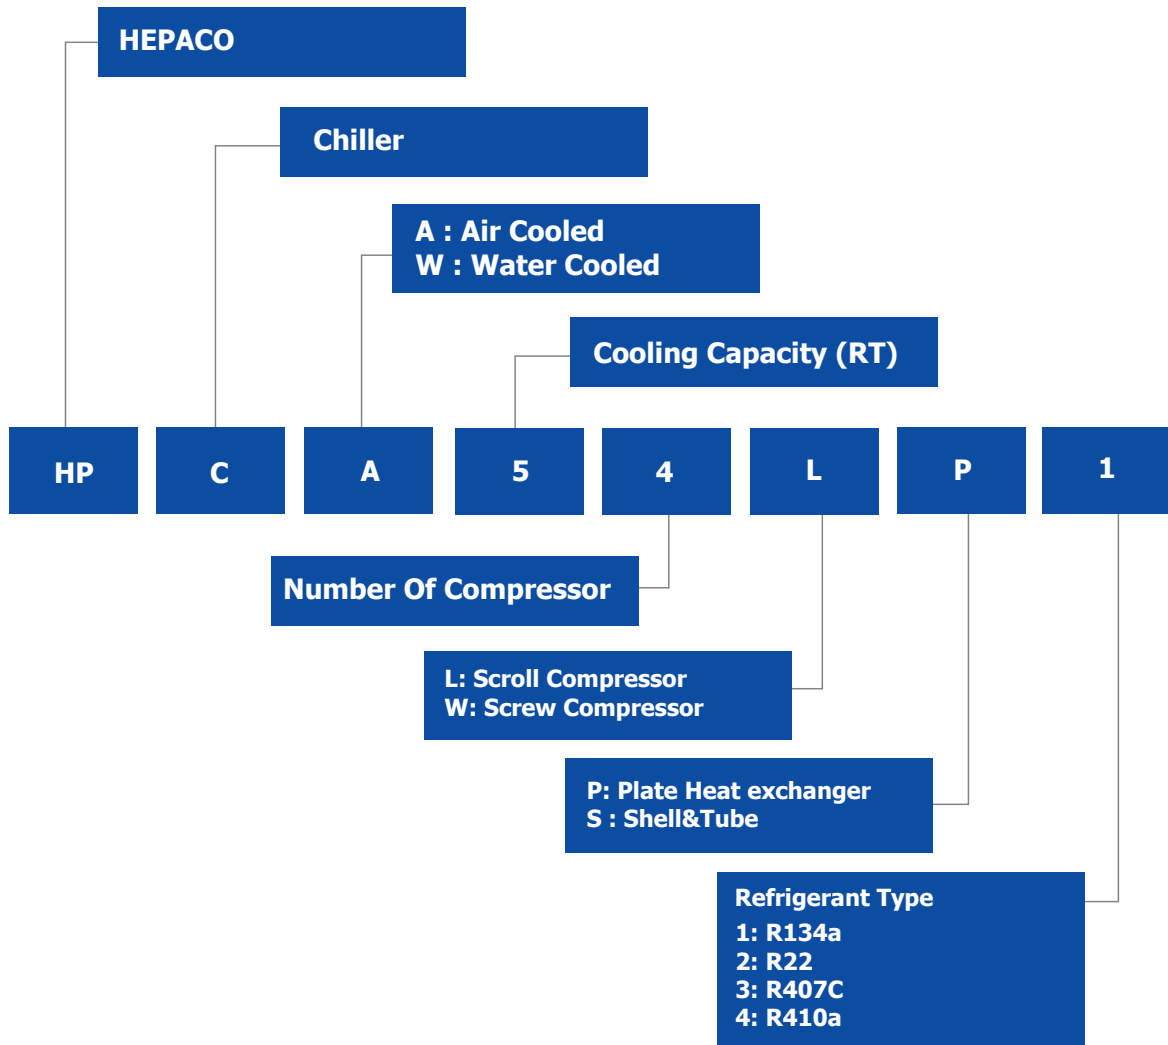 HEPACO
Chiller
A : Air Cooled
W : Water Cooled
Cooling Capacity (RT)
HP C A 5 4 L P 1
Number Of Compressor
L: Scroll Compressor
W: Screw Compressor
P: Plate Heat exchanger
S : Shell&Tube
Refrigerant Type
1: R134a
2: R22
3: R407C
4: R410a